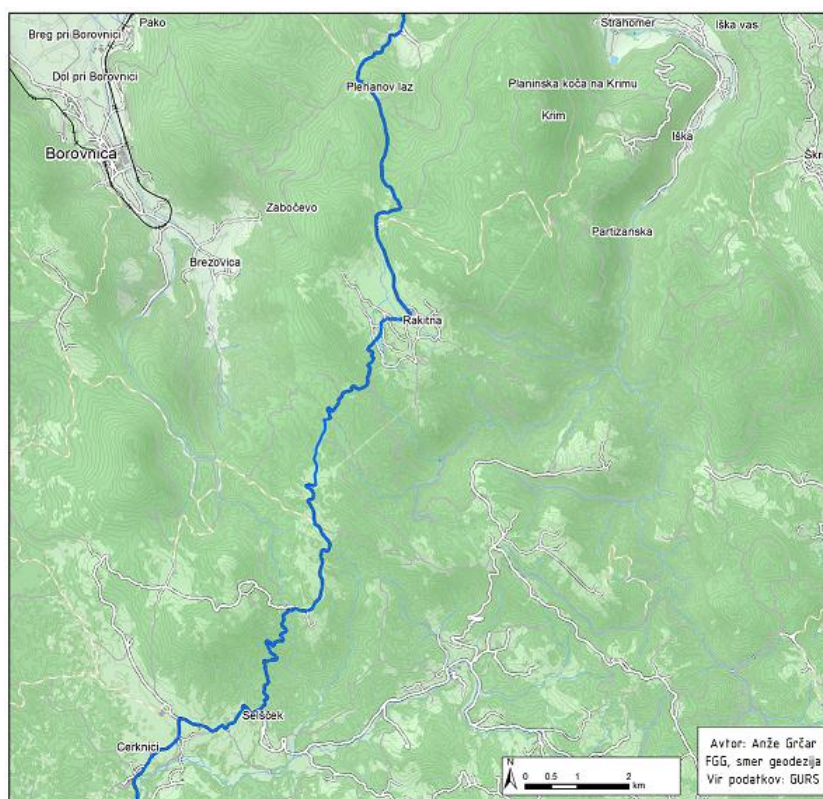 Pako
Strahomer
Iška vas
Breg pri Borovnici
Dol pri Borovnici
Planinska koča na Krimu
Krim
Borovnica
Iška
Zabočevo
Partizanska
Brezovica
Rakitna
Selšček
Cerknici
N
0 0.5 1 2
km
Avtor: Anže Grčar
FGG, smer geodezija
Vir podatkov: GURS